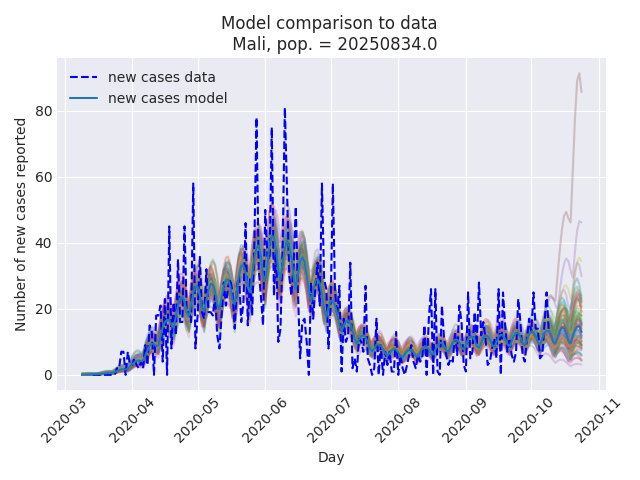 Model comparison to data
Mali, pop. = 20250834.0
new cases data
new cases model
Number of new cases reported
80
60
40
20
0
2020-03
2020-04
2020-05
2020-06
2020-07
2020-08
2020-09
2020-10
2020-11
Day